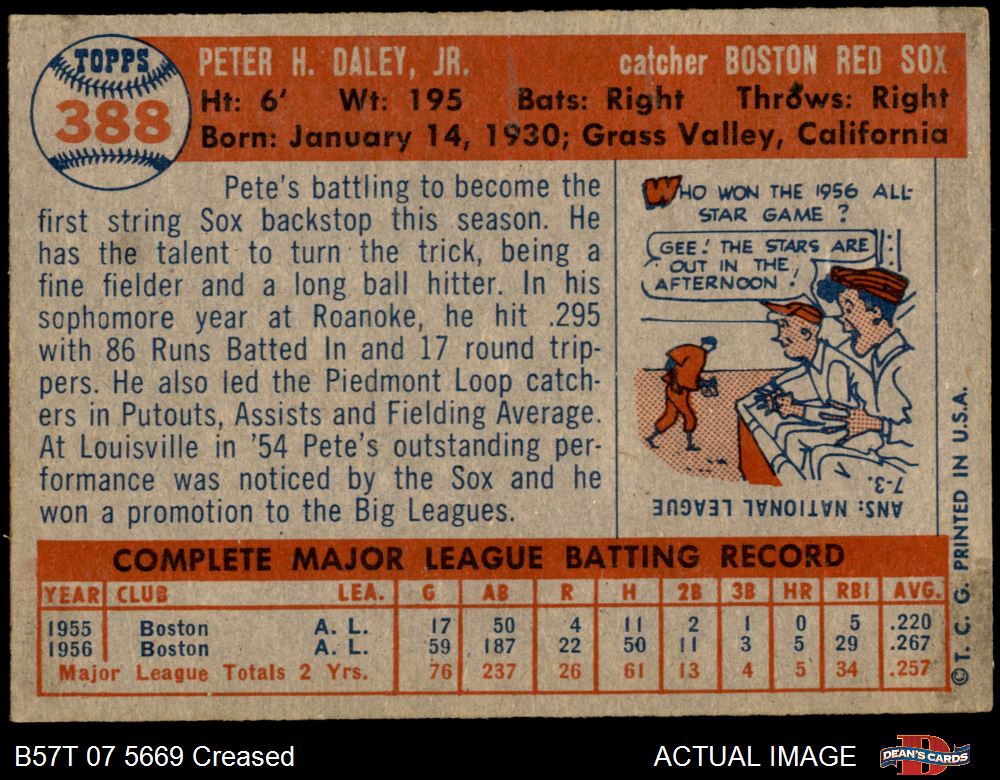 TOPPS
388
PETER H. DALEY, JR. catcher BOSTON RED SOX
Ht: 6' Wt: 195 Bats: Right Throws: Right
Born: January 14, 1930; Grass Valley, California
Pete's battling to become the
first string Sox backstop this season. He
has the talent to turn the trick, being a
fine fielder and a long ball hitter. In his
sophomore year at Roanoke, he hit .295
with 86 Runs Batted In and 17 round trip-
pers. He also led the Piedmont Loop catch-
ers in Putouts, Assists and Fielding Average.
At Louisville in '54 Pete's outstanding per-
formance was noticed by the Sox and he
won a promotion to the Big Leagues.
WHO WON THE 1956 ALL-
STAR GAME ?
GEE! THE STARS ARE
OUT IN THE
AFTERNOON!
ANS: NATIONAL LEAGUE
7-3.
COMPLETE MAJOR LEAGUE BATTING RECORD
YEAR CLUB LEA. G AB R H 2B 3B HR RBI AVG.
1955 Boston A. L. 17 50 4 11 2 1 0 5 .220
1956 Boston A. L. 59 187 22 50 11 3 5 29 .267
Major League Totals 2 Yrs. 76 237 26 61 13 4 5 34 .257
©T. C. G. PRINTED IN U.S.A.
B57T 07 5669 Creased ACTUAL IMAGE
DEAN'S CARDS